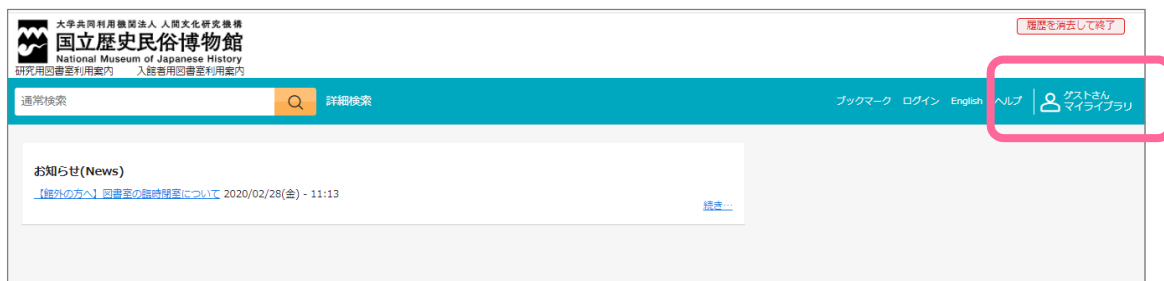 大学共同利用機関法人 人間文化研究機構
国立歴史民俗博物館
National Museum of Japanese History
研究用図書室利用案内 入館者用図書室利用案内
履歴を消去して終了
通常検索
詳細検索
ブックマーク ログイン English ヘルプ
ゲストさん
マイライブラリ
お知らせ(News)
【館外の方へ】図書室の臨時閉室について 2020/02/28(金) - 11:13
続き…